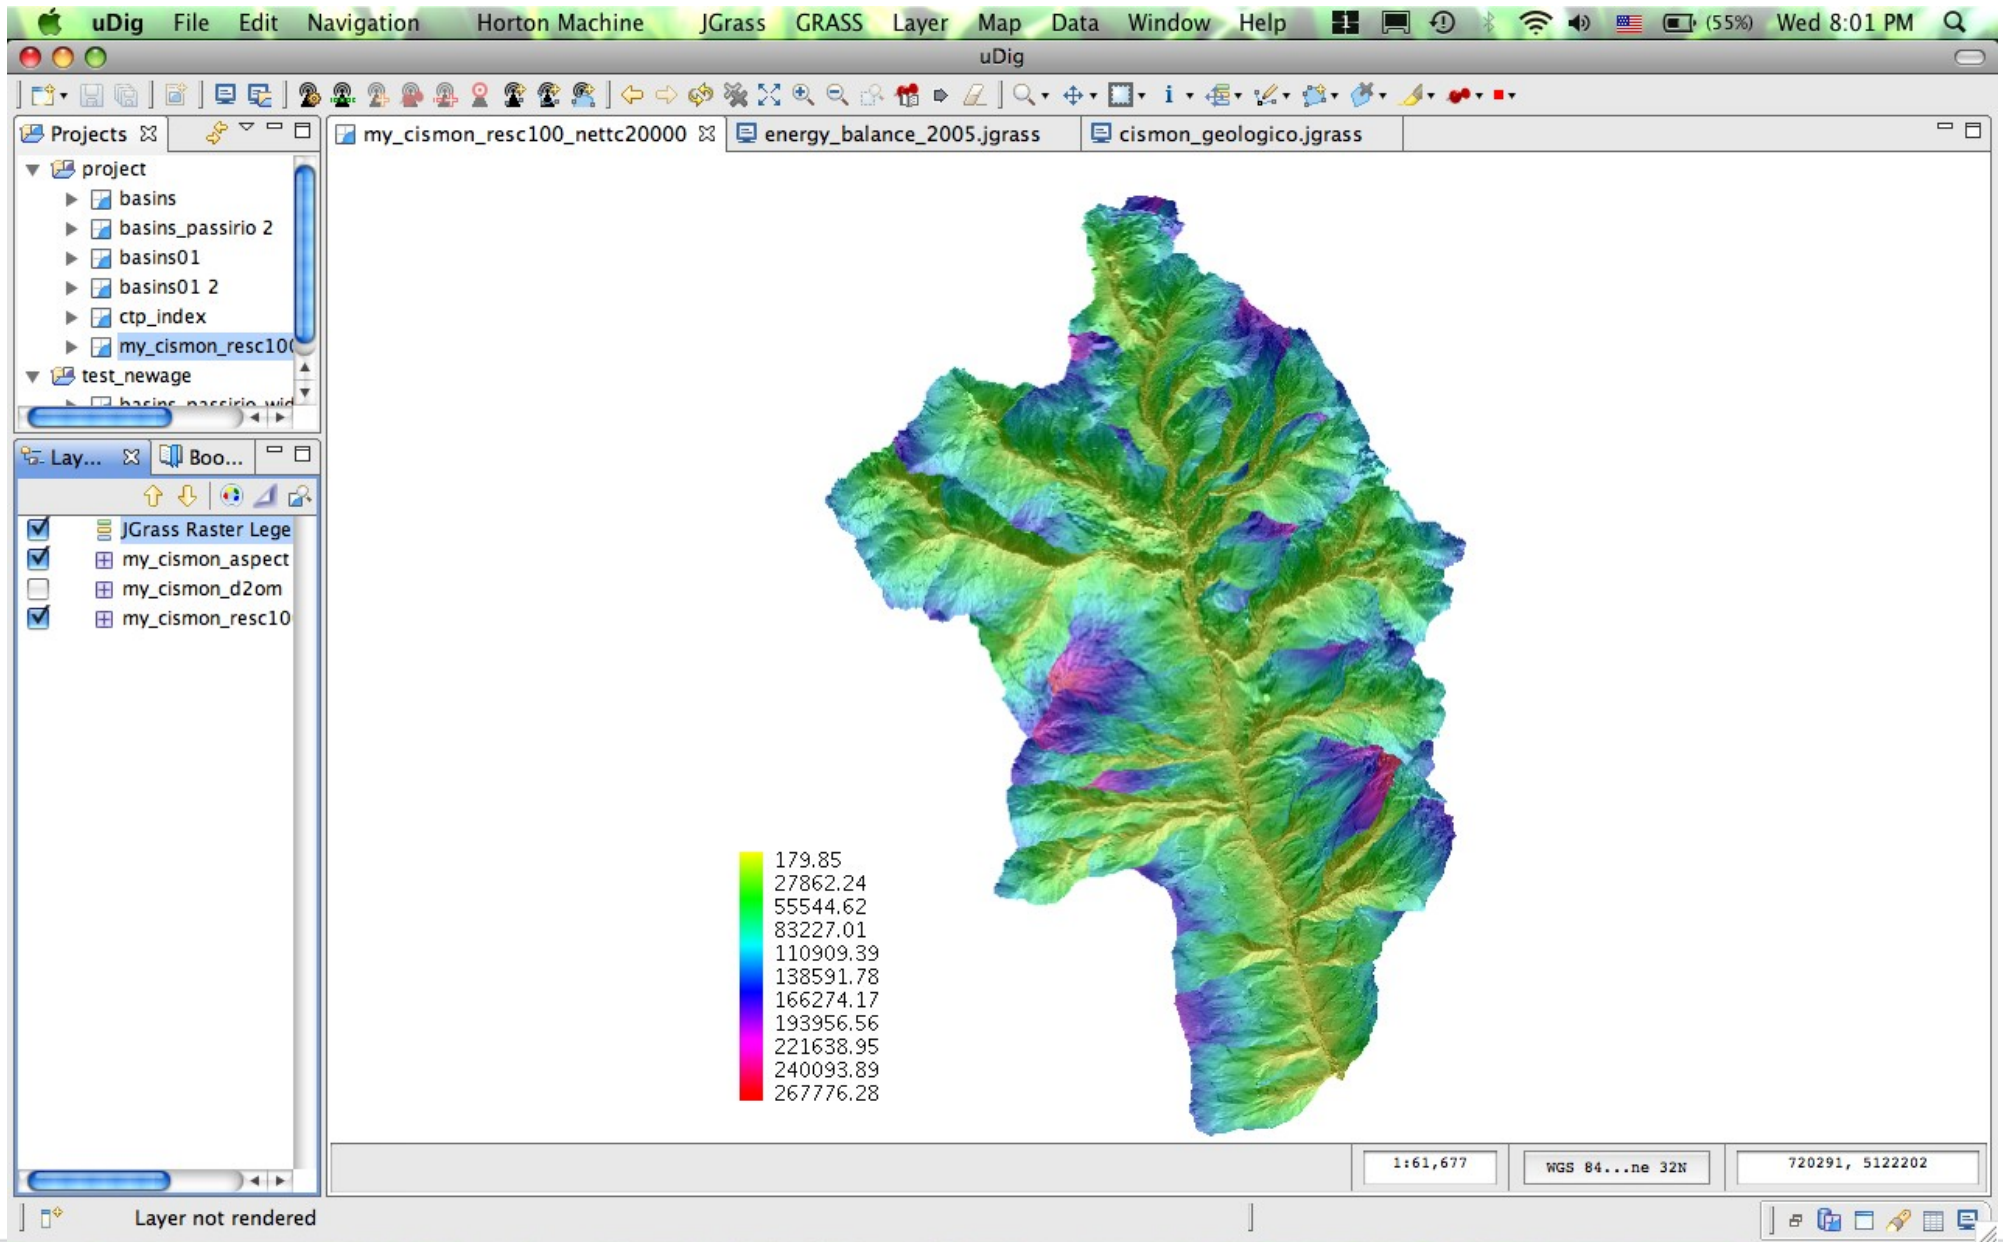 uDig File Edit Navigation Horton Machine JGrass GRASS Layer Map Data Window Help (55%) Wed 8:01 PM
uDig
Projects
my_cismon_resc100_nettc20000 energy_balance_2005.jgrass cismon_geologico.jgrass
project
basins
basins_passirio 2
basins01
basins01 2
ctp_index
my_cismon_resc100
test_newage
basins_passirio_wid
Lay... Boo...
JGrass Raster Lege
my_cismon_aspect
my_cismon_d2om
my_cismon_resc10
179.85
27862.24
55544.62
83227.01
110909.39
138591.78
166274.17
193956.56
221638.95
240093.89
267776.28
1:61,677 WGS 84...ne 32N 720291, 5122202
Layer not rendered